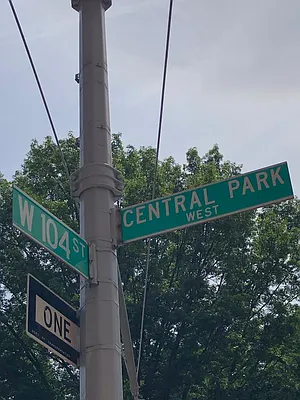 W 104 ST
CENTRAL PARK
WEST
ONE